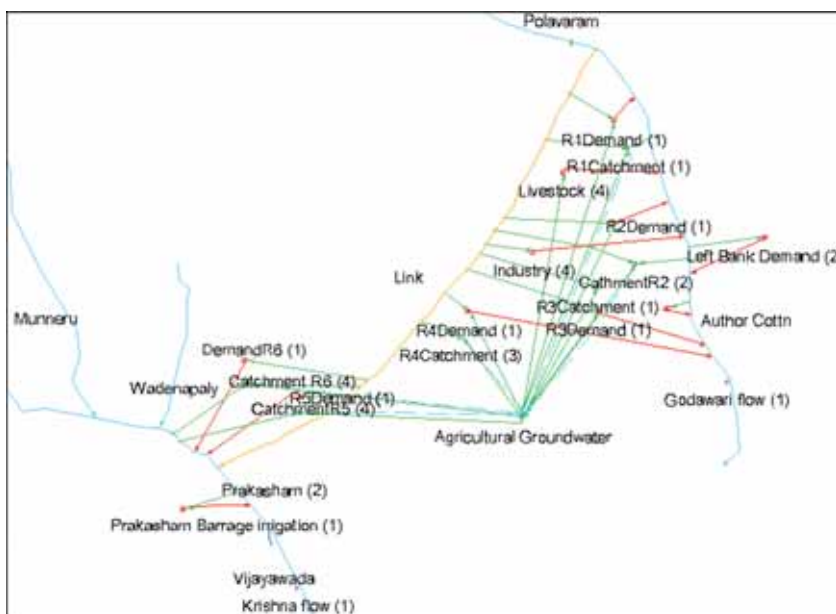 Polavaram
R1Demand (1)
R1Catchment (1)
Livestock (4)
R2Demand (1)
Left Bank Demand (2
Industry (4)
CathmentR2 (2)
Link
R3Catchment (1)
Author Cottn
Munneru
R4Demand (1)
R3Demand (1)
DemandR6 (1)
R4Catchment (3)
Wadenapaly
Catchment R6 (4)
R5Demand (1)
Godawari flow (1)
CatchmentR5 (4)
Agricultural Groundwater
Prakasham (2)
Prakasham Barrage irrigation (1)
Vijayawada
Krishna flow (1)